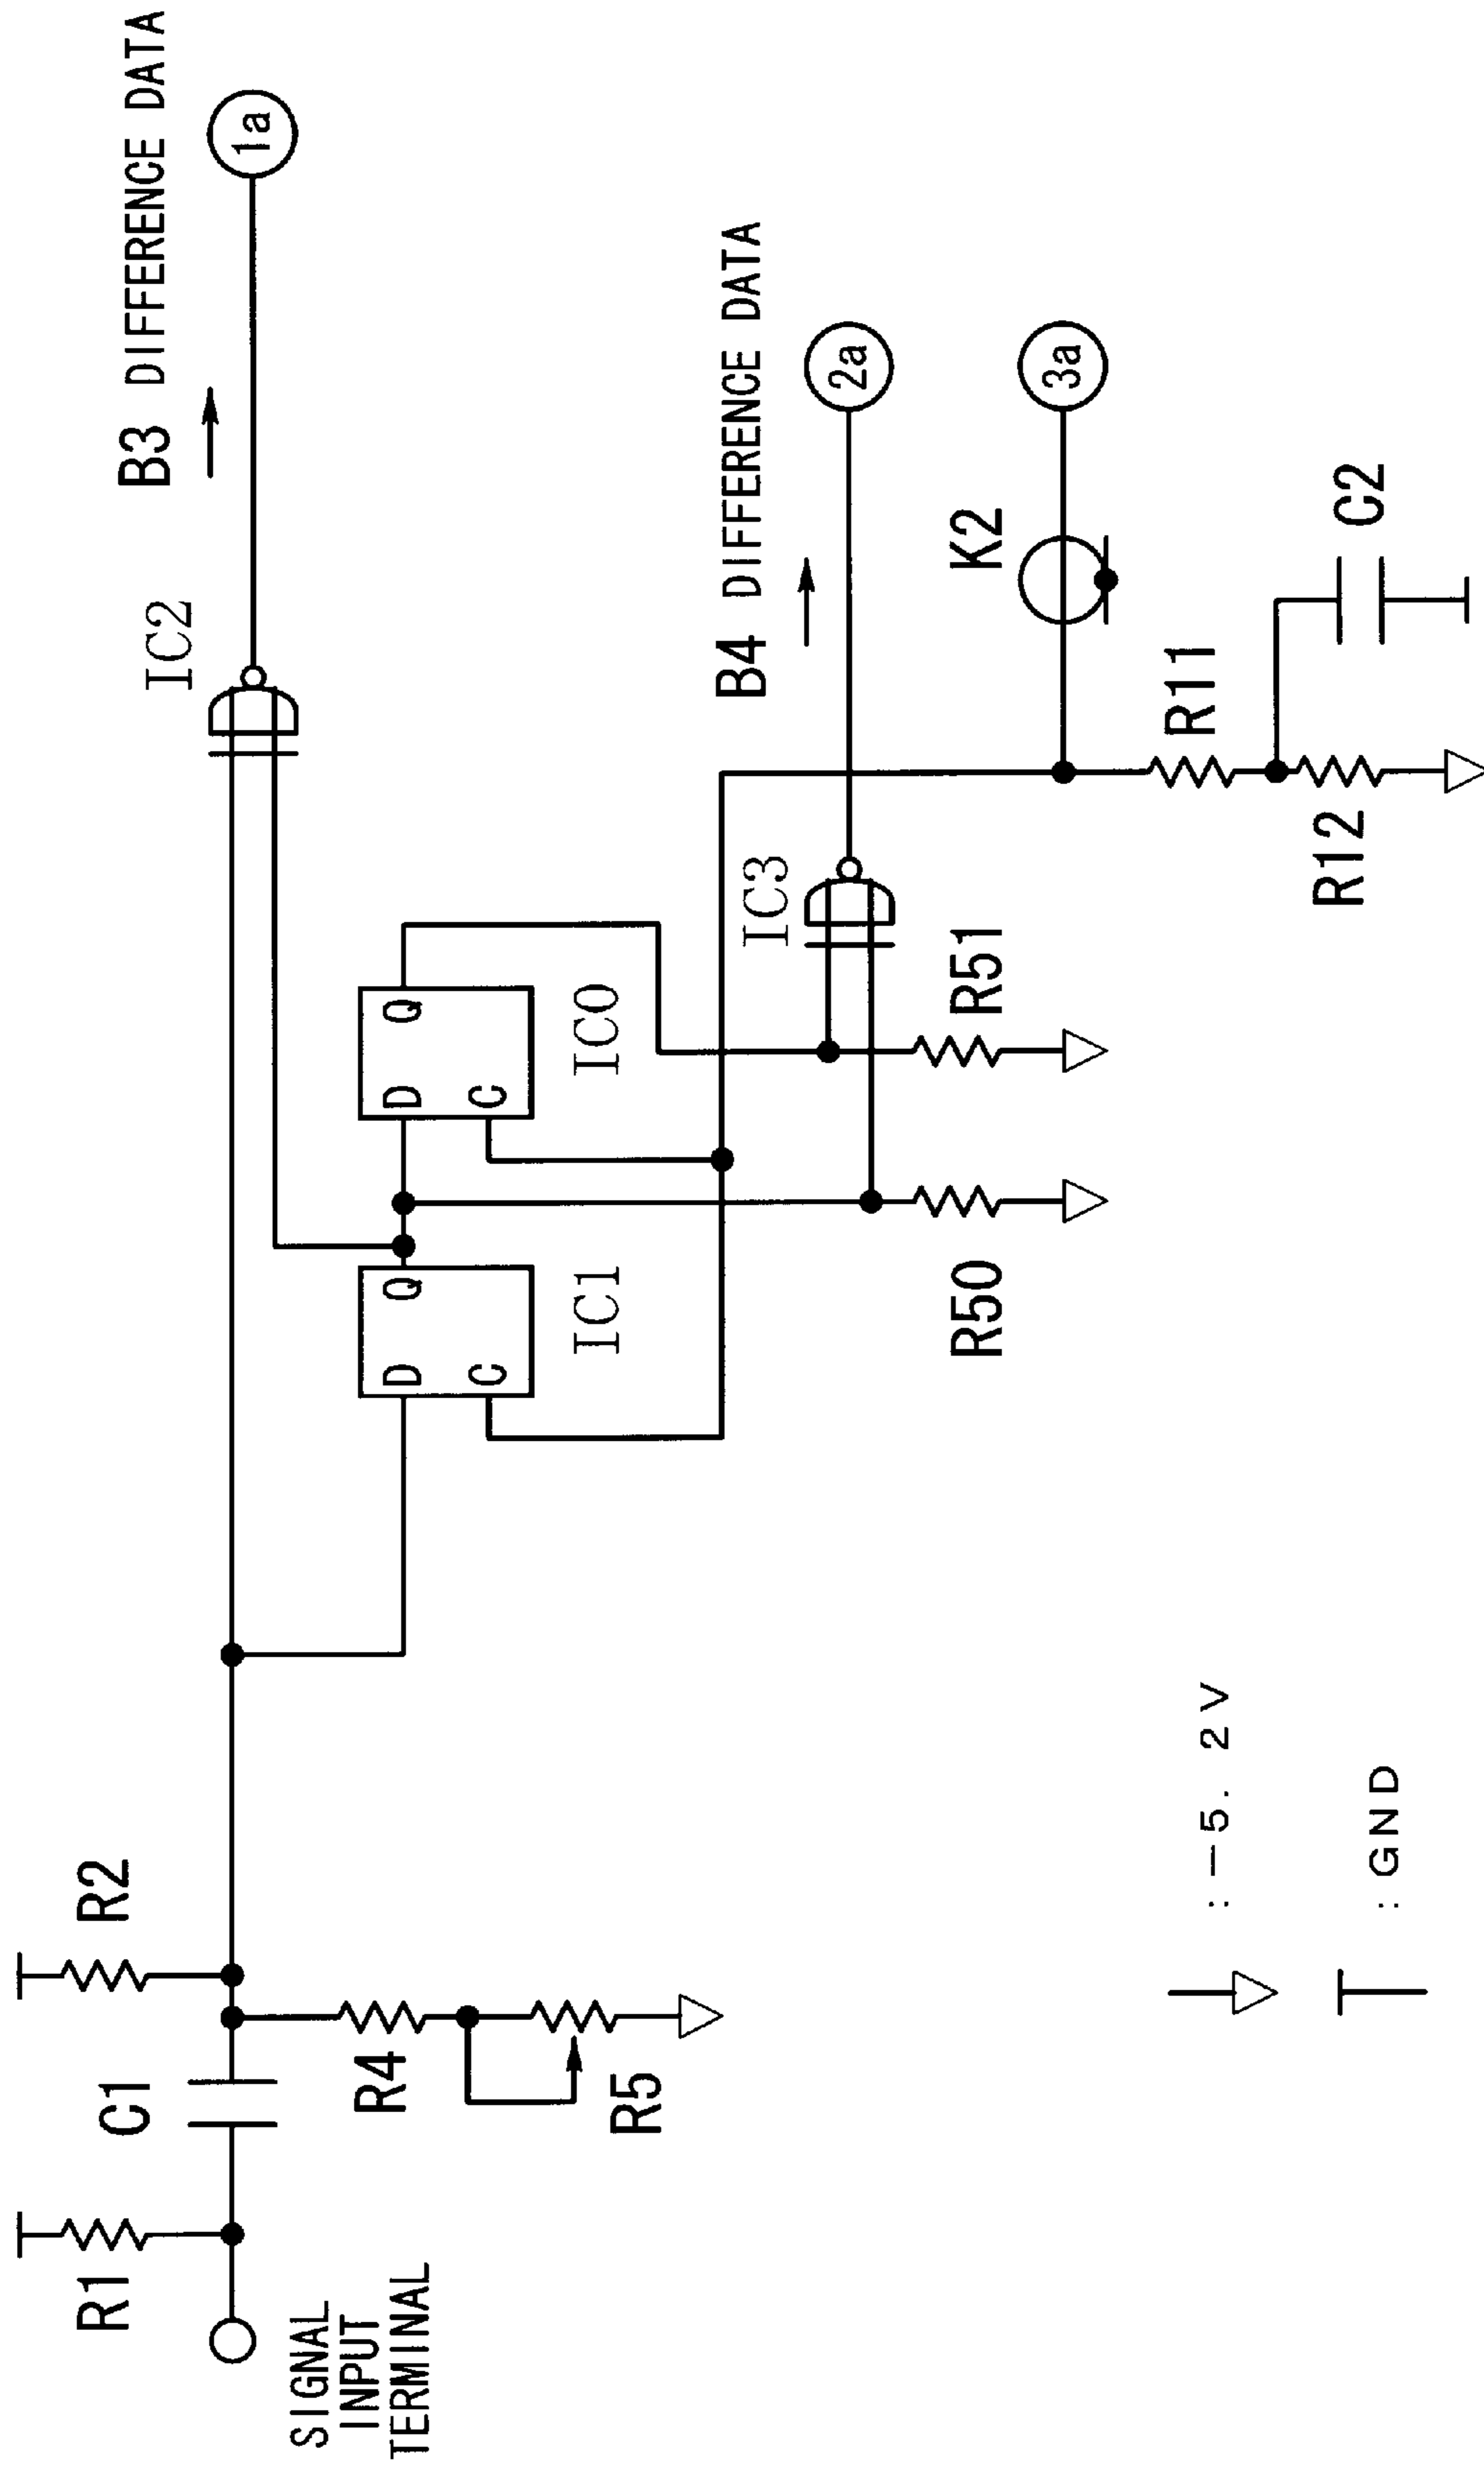 R1
C1
R2
SIGNAL
INPUT
TERMINAL
R4
R5
D
Q
C
IC1
D
Q
C
IC0
IC2
B3 DIFFERENCE DATA
1a
IC3
B4 DIFFERENCE DATA
2a
K2
3a
R50
R51
R11
R12
C2
: −5. 2V
: GND